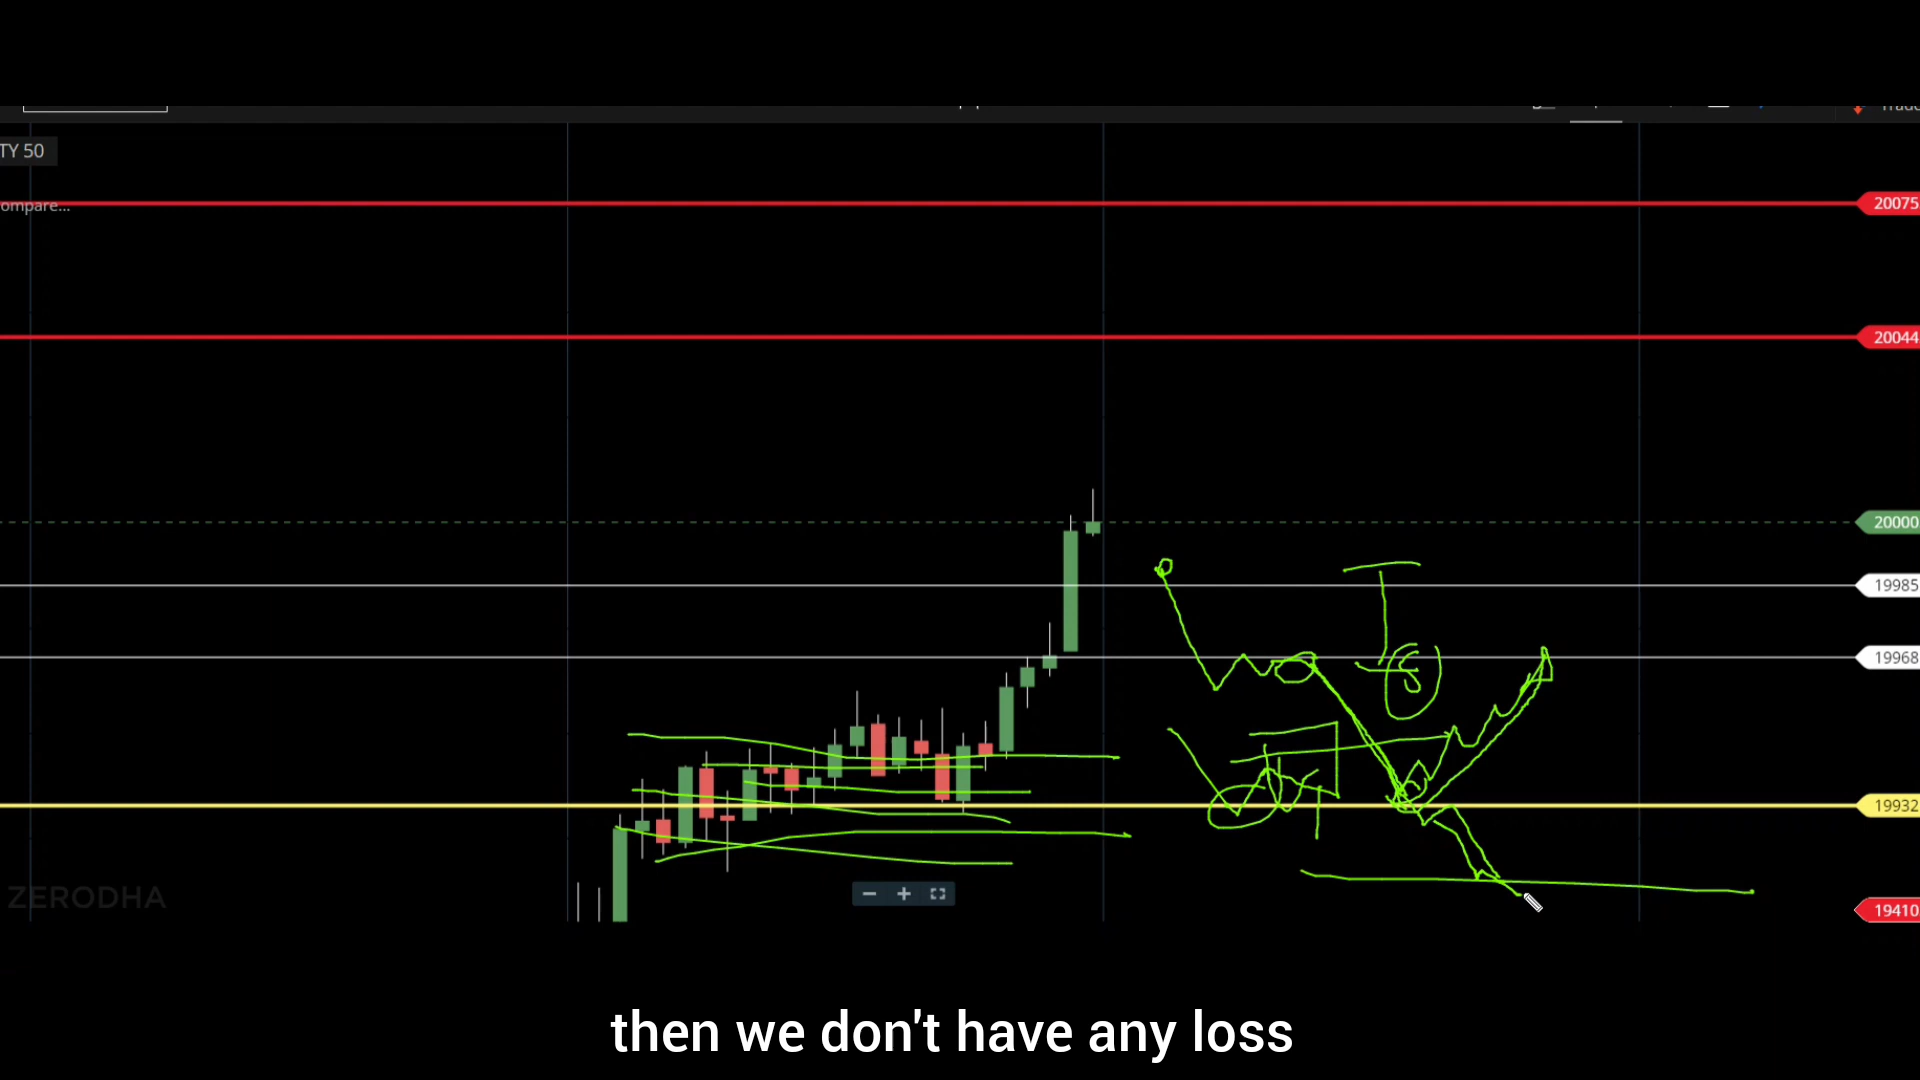 TY 50
ompare...
20075
20044
20000
19985
19968
19932
19410
ZERODHA
then we don't have any loss